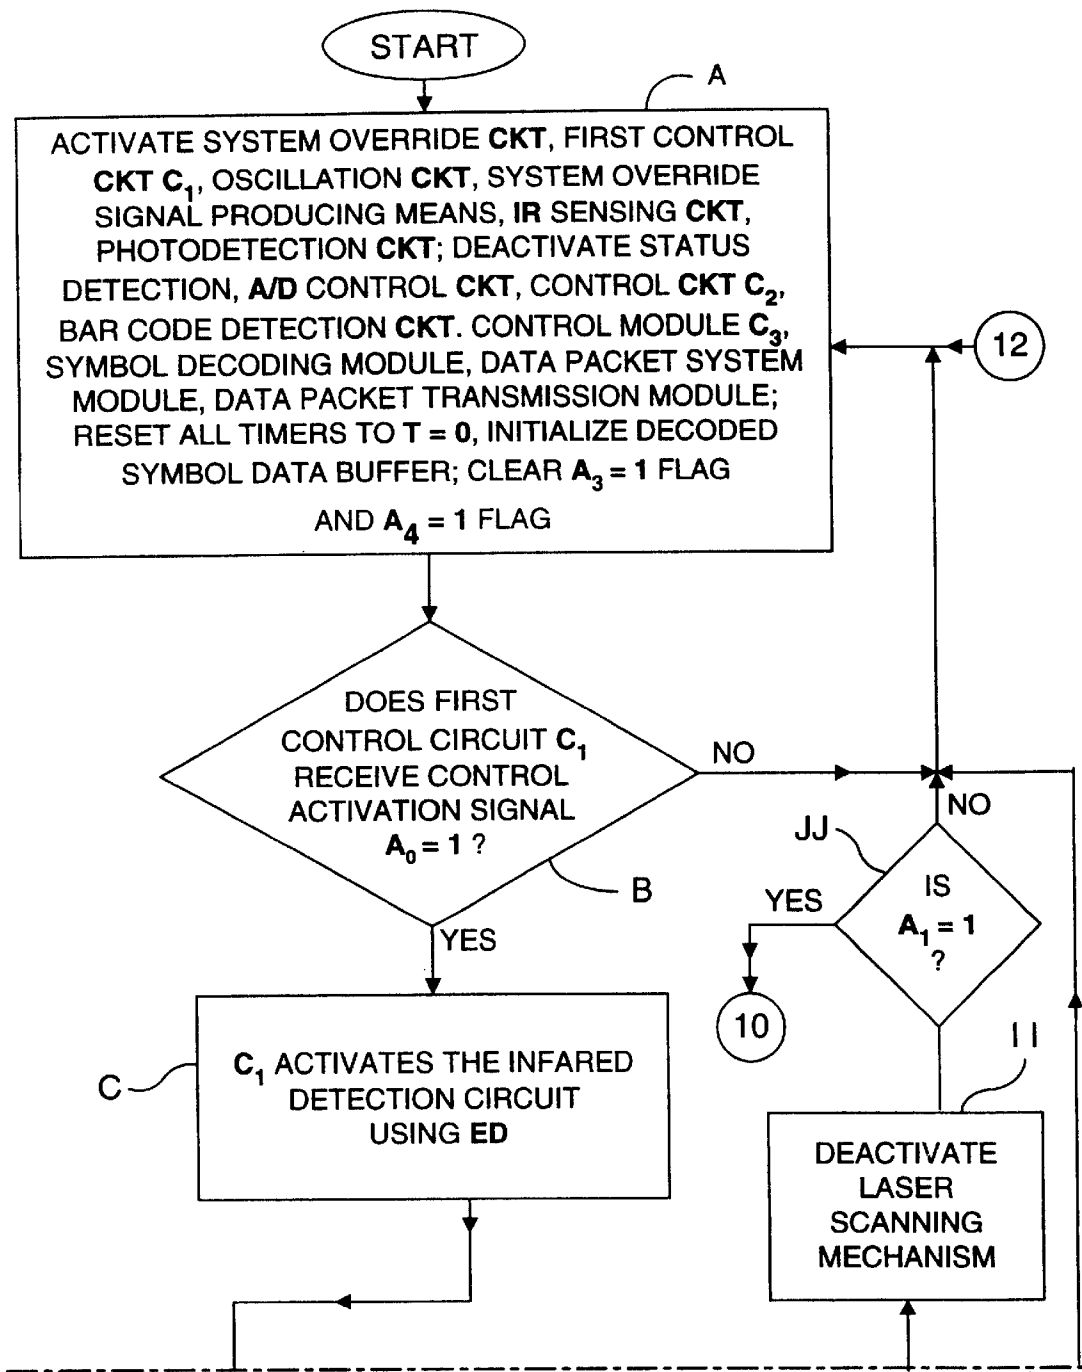 START
A
ACTIVATE SYSTEM OVERRIDE CKT, FIRST CONTROL
CKT C₁, OSCILLATION CKT, SYSTEM OVERRIDE
SIGNAL PRODUCING MEANS, IR SENSING CKT,
PHOTODETECTION CKT; DEACTIVATE STATUS
DETECTION, A/D CONTROL CKT, CONTROL CKT C₂,
BAR CODE DETECTION CKT. CONTROL MODULE C₃,
SYMBOL DECODING MODULE, DATA PACKET SYSTEM
MODULE, DATA PACKET TRANSMISSION MODULE;
RESET ALL TIMERS TO T = 0, INITIALIZE DECODED
SYMBOL DATA BUFFER; CLEAR A₃ = 1 FLAG
AND A₄ = 1 FLAG
12
DOES FIRST
CONTROL CIRCUIT C₁
RECEIVE CONTROL
ACTIVATION SIGNAL
A₀ = 1 ?
B
NO
YES
NO
JJ
IS
A₁ = 1
?
YES
10
C
C₁ ACTIVATES THE INFARED
DETECTION CIRCUIT
USING ED
II
DEACTIVATE
LASER
SCANNING
MECHANISM